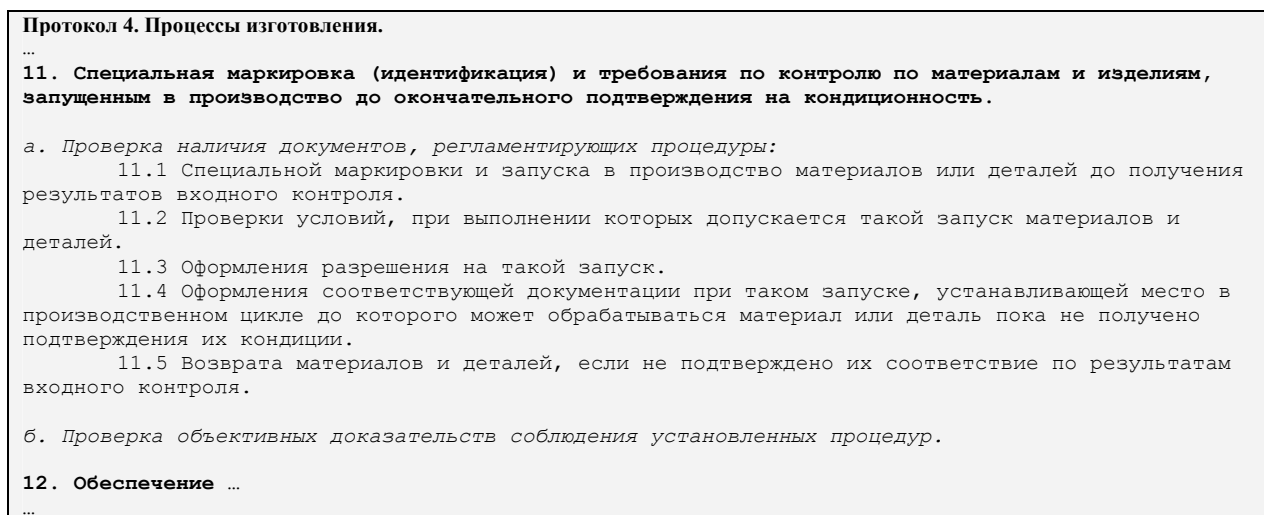 Протокол 4. Процессы изготовления.
…
11. Специальная маркировка (идентификация) и требования по контролю по материалам и изделиям,
запущенным в производство до окончательного подтверждения на кондиционность.
а. Проверка наличия документов, регламентирующих процедуры:
11.1 Специальной маркировки и запуска в производство материалов или деталей до получения
результатов входного контроля.
11.2 Проверки условий, при выполнении которых допускается такой запуск материалов и
деталей.
11.3 Оформления разрешения на такой запуск.
11.4 Оформления соответствующей документации при таком запуске, устанавливающей место в
производственном цикле до которого может обрабатываться материал или деталь пока не получено
подтверждения их кондиции.
11.5 Возврата материалов и деталей, если не подтверждено их соответствие по результатам
входного контроля.
б. Проверка объективных доказательств соблюдения установленных процедур.
12. Обеспечение …
…